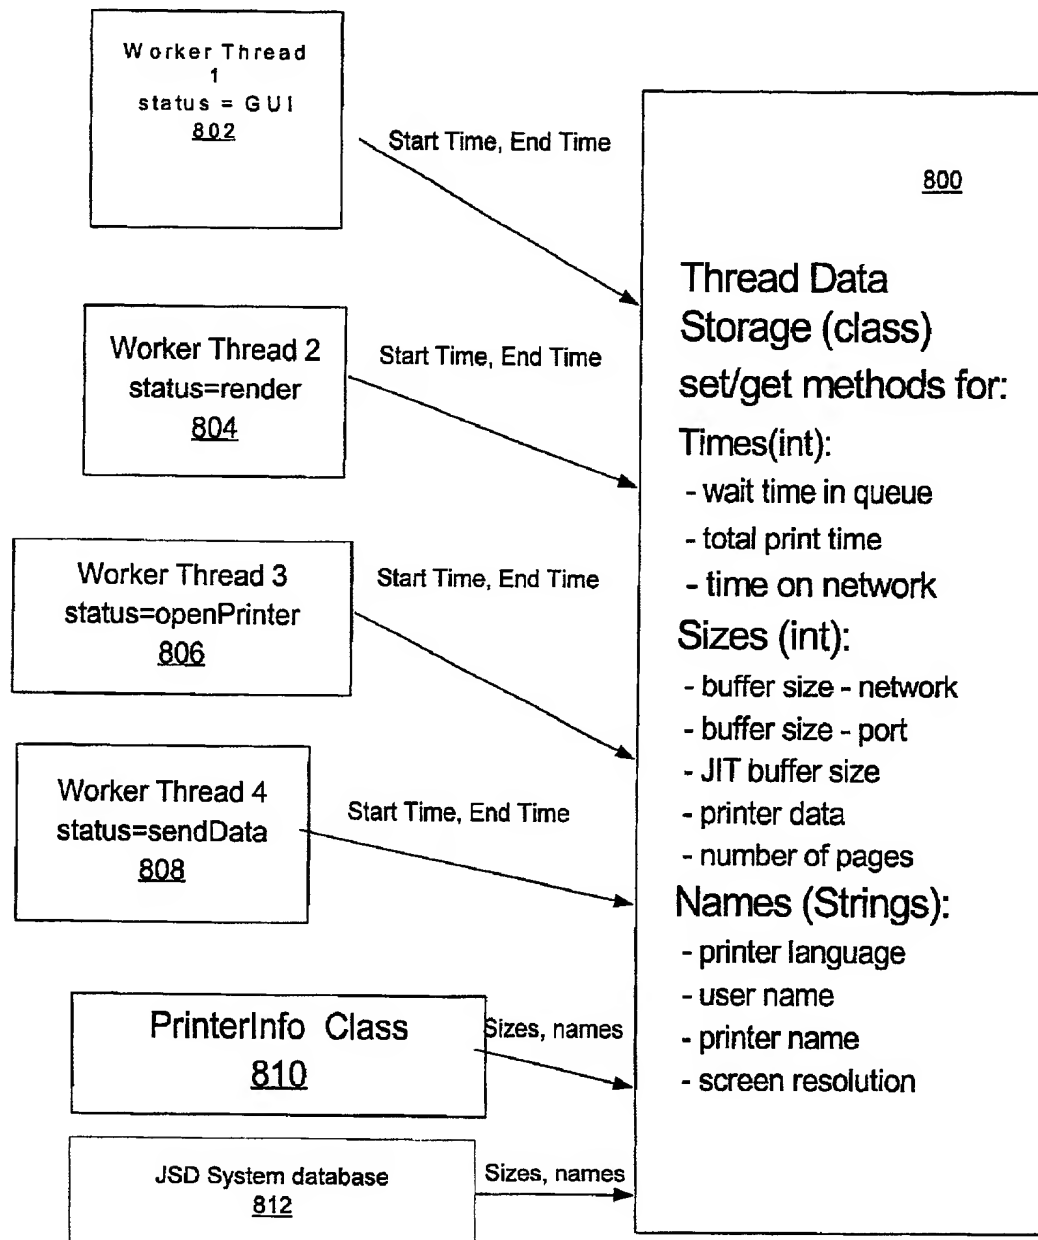 Worker Thread
1
status = GUI
802
Start Time, End Time
Worker Thread 2
status=render
804
Start Time, End Time
Worker Thread 3
status=openPrinter
806
Start Time, End Time
Worker Thread 4
status=sendData
808
Start Time, End Time
PrinterInfo Class
810
Sizes, names
JSD System database
812
Sizes, names
800
Thread Data
Storage (class)
set/get methods for:
Times(int):
- wait time in queue
- total print time
- time on network
Sizes (int):
- buffer size - network
- buffer size - port
- JIT buffer size
- printer data
- number of pages
Names (Strings):
- printer language
- user name
- printer name
- screen resolution